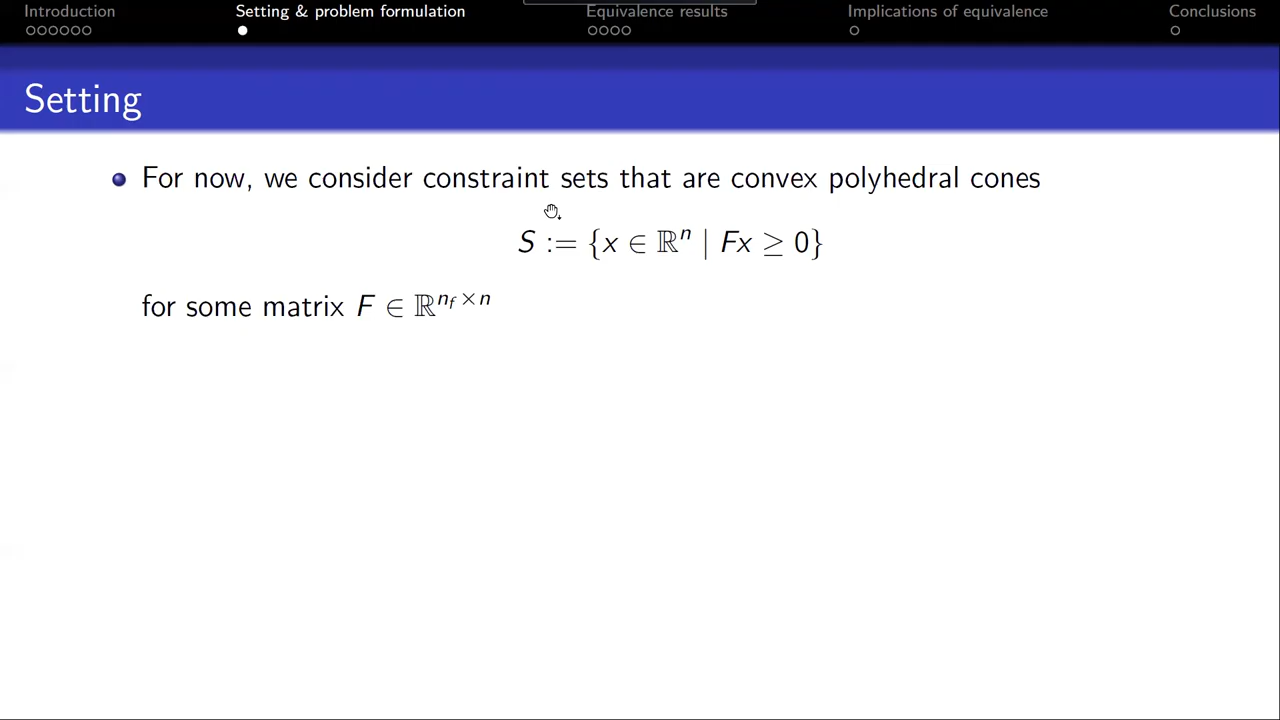 Introduction Setting & problem formulation Equivalence results Implications of equivalence Conclusions
Setting
For now, we consider constraint sets that are convex polyhedral cones
S := {x ∈ ℝⁿ | Fx ≥ 0}
for some matrix F ∈ ℝ^{n_f × n}